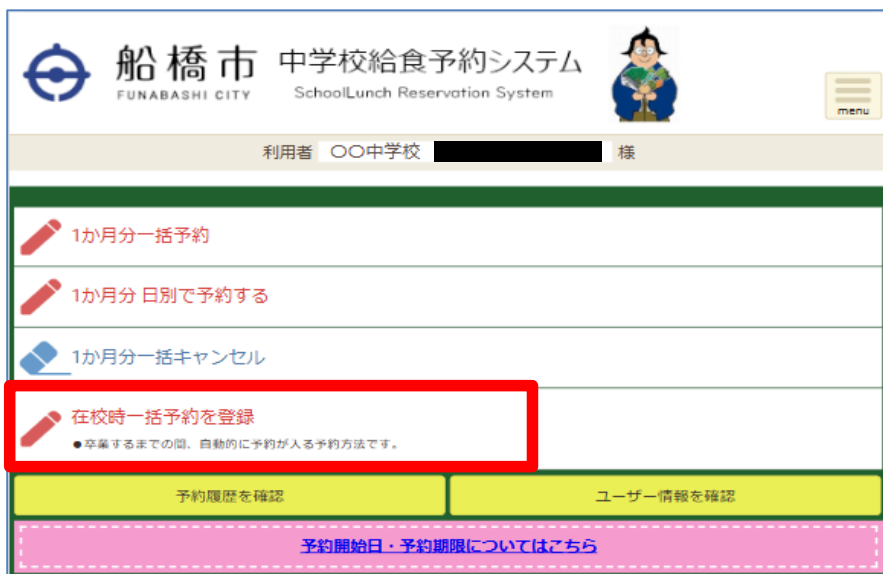 船橋市 中学校給食予約システム
FUNABASHI CITY SchoolLunch Reservation System
menu
利用者 〇〇中学校 様
1か月分一括予約
1か月分 日別で予約する
1か月分一括キャンセル
在校時一括予約を登録
●卒業するまでの間、自動的に予約が入る予約方法です。
予約履歴を確認 ユーザー情報を確認
予約開始日・予約期限についてはこちら